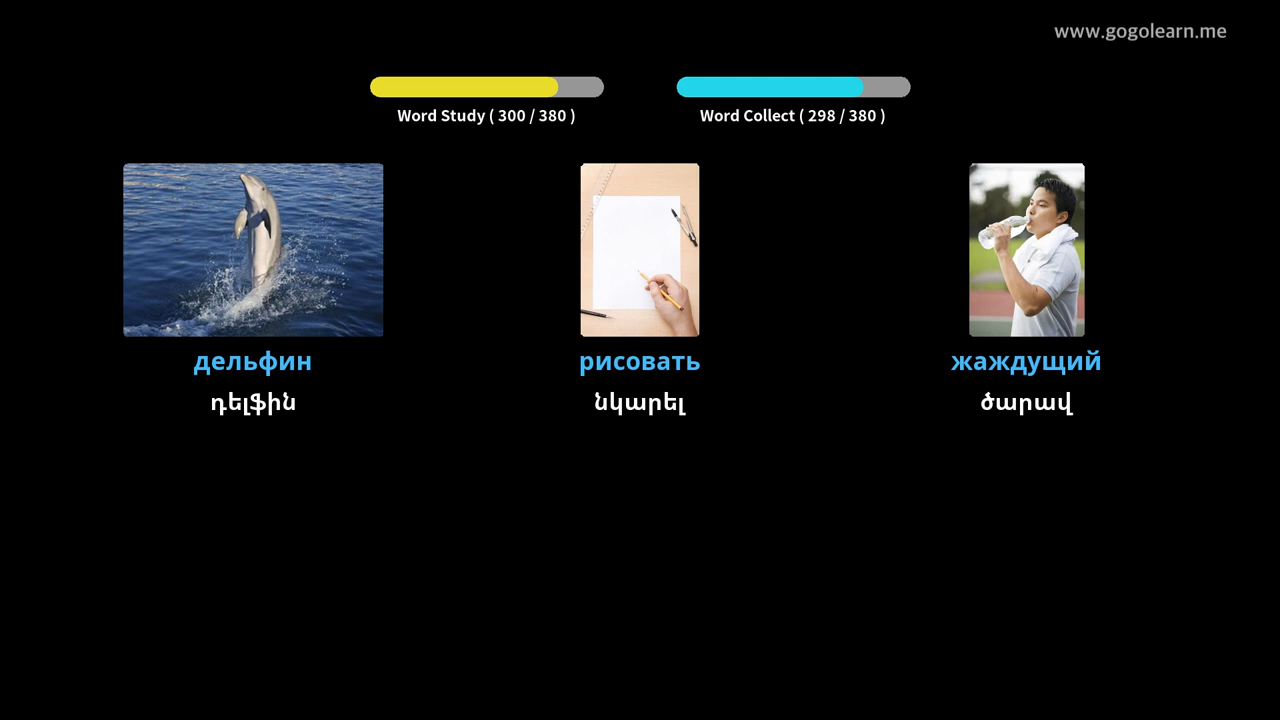 www.gogolearn.me
Word Study ( 300 / 380 )
Word Collect ( 298 / 380 )
дельфин
рисовать
жаждущий
դելֆին
նկարել
ծարավ